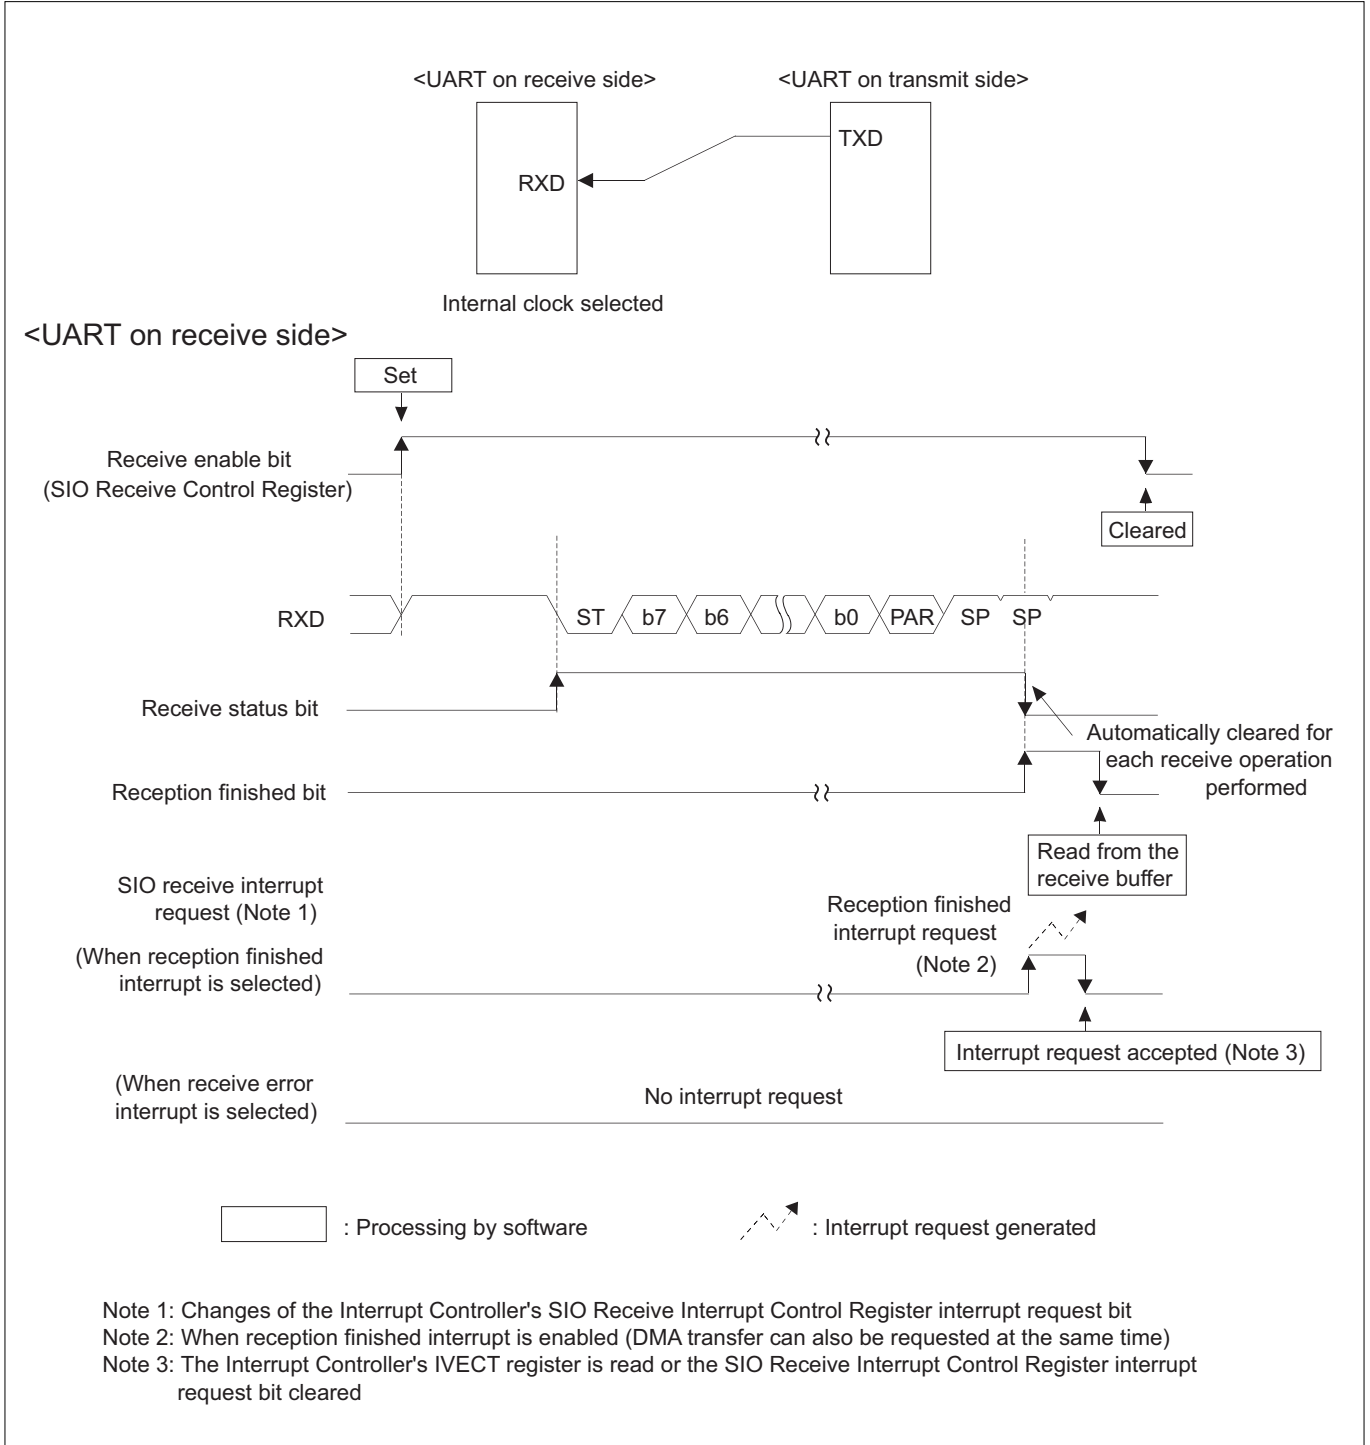 <UART on receive side>
<UART on transmit side>
TXD
RXD
Internal clock selected
<UART on receive side>
Set
Receive enable bit
(SIO Receive Control Register)
Cleared
RXD
ST
b7
b6
b0
PAR
SP
SP
Receive status bit
Automatically cleared for
each receive operation
performed
Reception finished bit
Read from the
receive buffer
SIO receive interrupt
request (Note 1)
Reception finished
interrupt request
(Note 2)
(When reception finished
interrupt is selected)
Interrupt request accepted (Note 3)
(When receive error
interrupt is selected)
No interrupt request
: Processing by software
: Interrupt request generated
Note 1: Changes of the Interrupt Controller's SIO Receive Interrupt Control Register interrupt request bit
Note 2: When reception finished interrupt is enabled (DMA transfer can also be requested at the same time)
Note 3: The Interrupt Controller's IVECT register is read or the SIO Receive Interrupt Control Register interrupt
request bit cleared